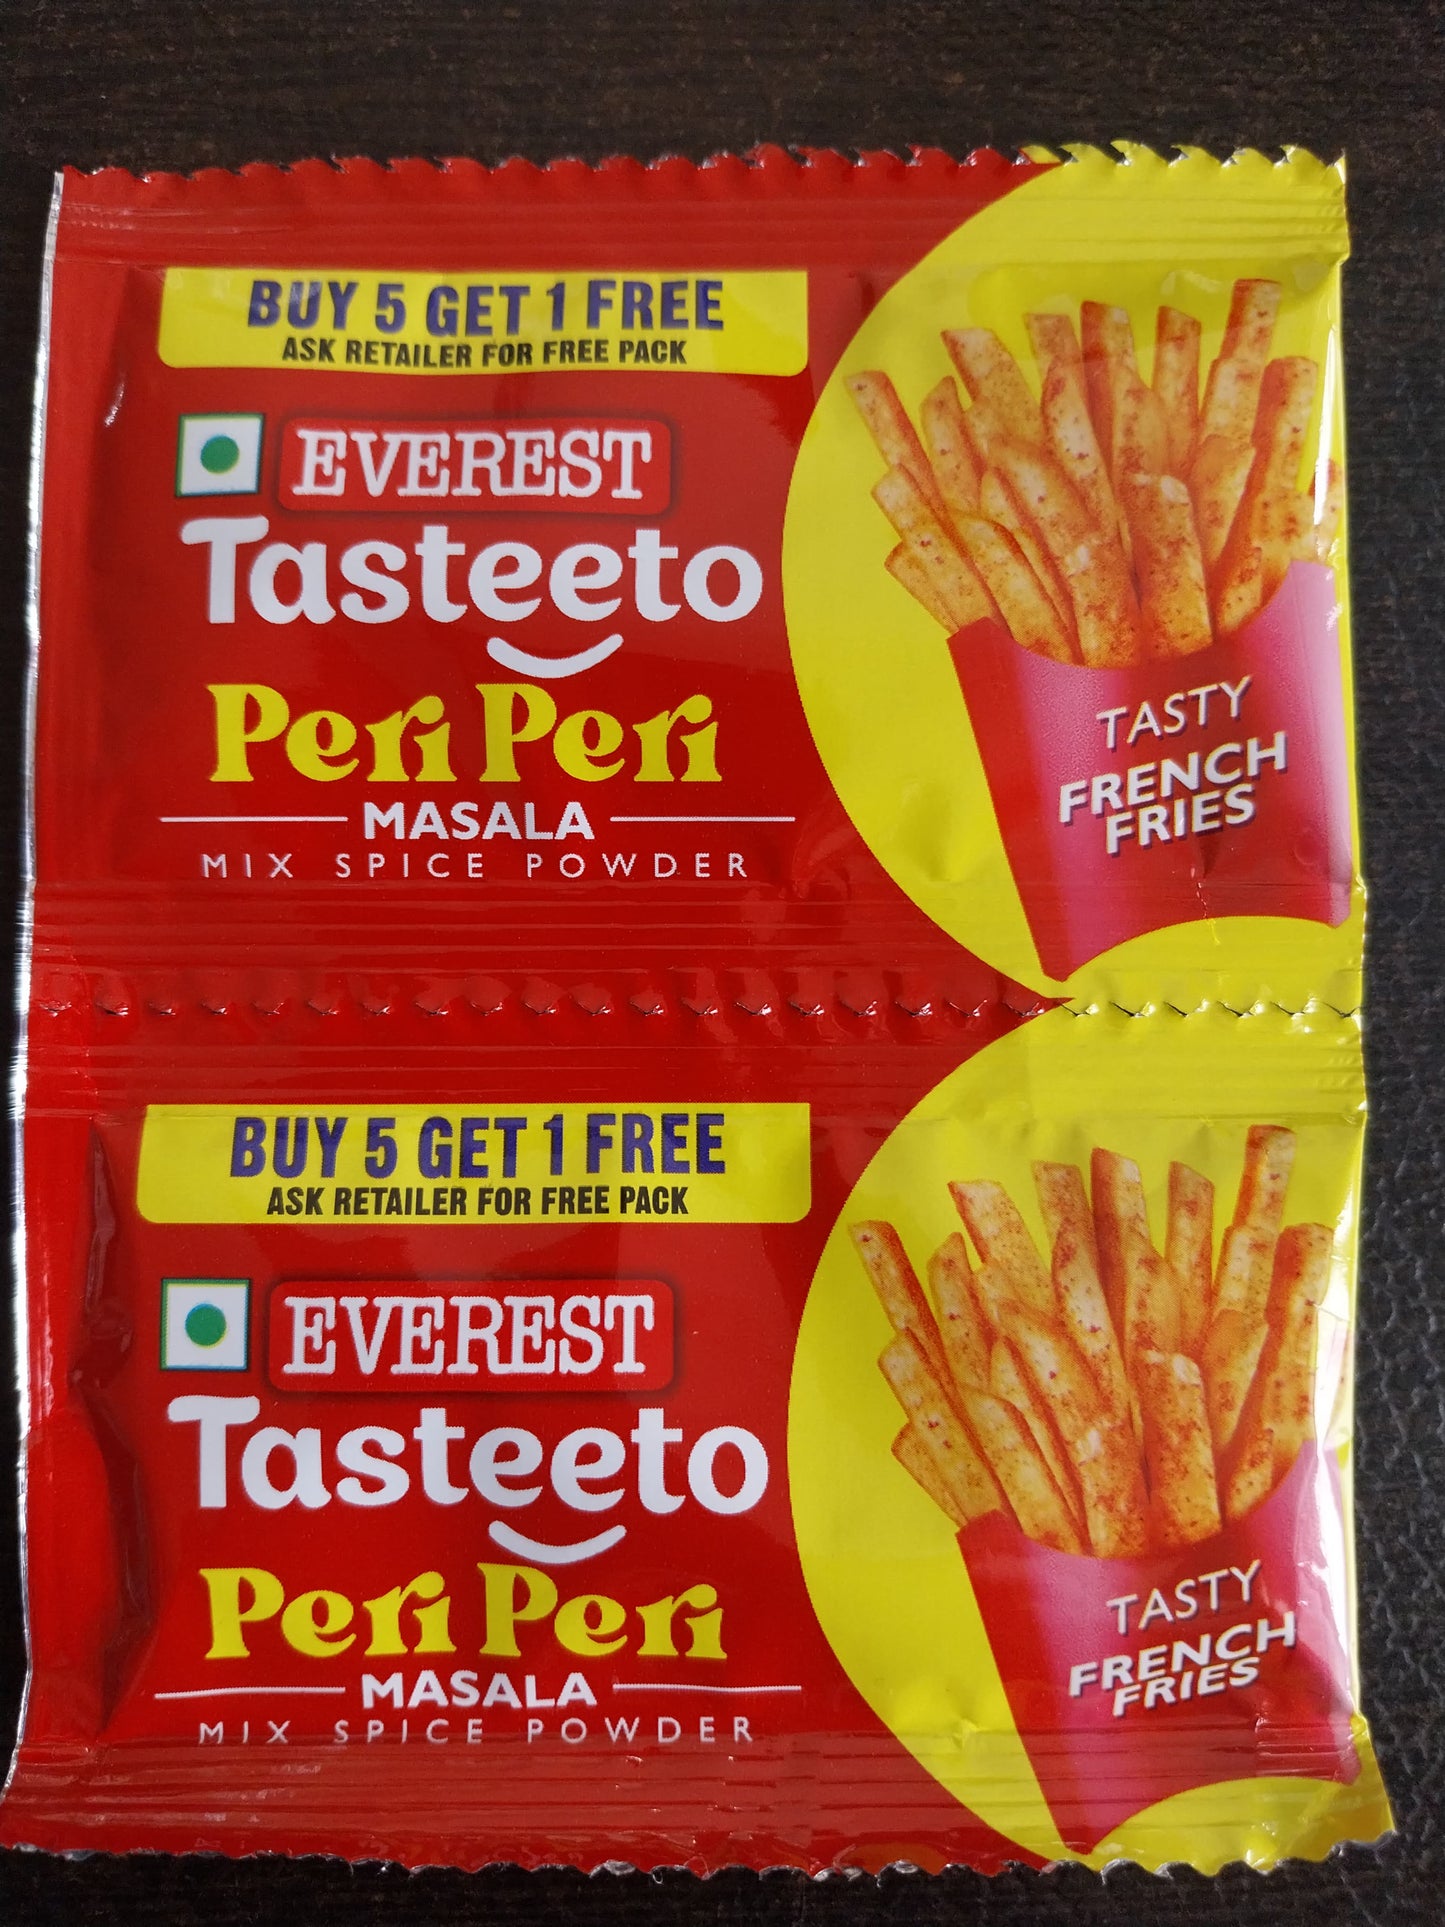 BUY 5 GET 1 FREE
ASK RETAILER FOR FREE PACK
EVEREST
Tasteeto
Peri Peri
MASALA
MIX SPICE POWDER
TASTY
FRENCH
FRIES
BUY 5 GET 1 FREE
ASK RETAILER FOR FREE PACK
EVEREST
Tasteeto
Peri Peri
MASALA
MIX SPICE POWDER
TASTY
FRENCH
FRIES